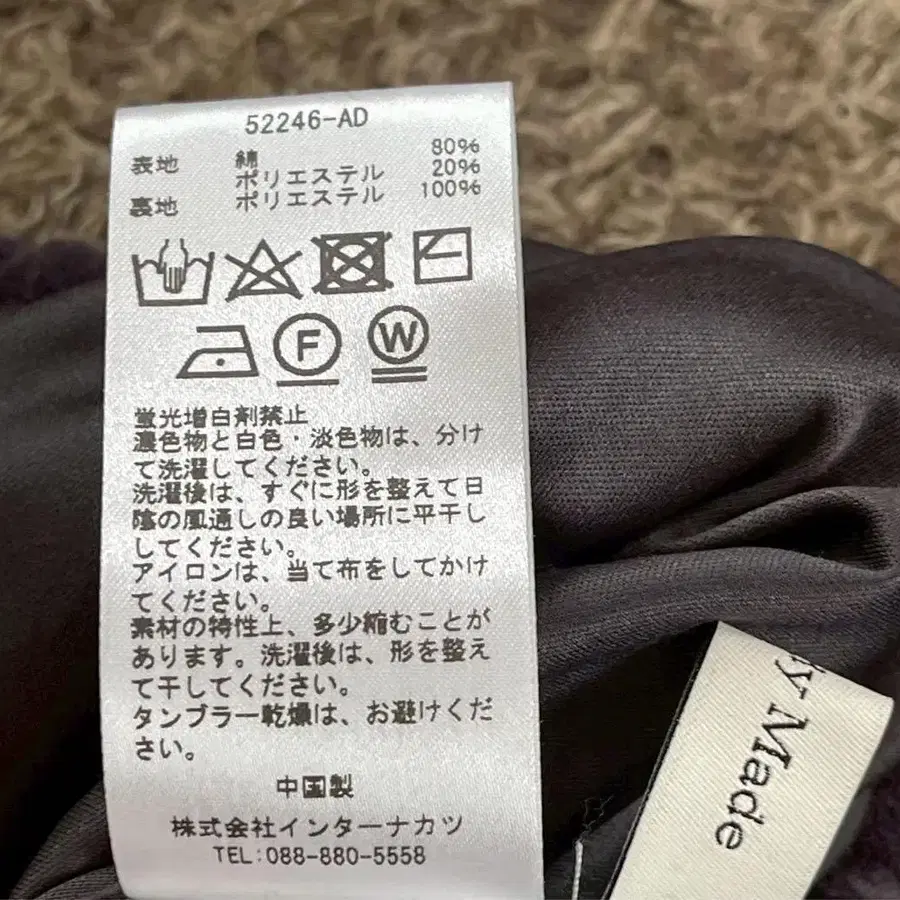 52246-AD
表地 綿 80%
ポリエステル 20%
裏地 ポリエステル 100%
F
W
蛍光増白剤禁止
濃色物と白色・淡色物は、分け
て洗濯してください。
洗濯後は、すぐに形を整えて日
陰の風通しの良い場所に平干し
してください。
アイロンは、当て布をしてかけ
てください。
素材の特性上、多少縮むことが
あります。洗濯後は、形を整え
て干してください。
タンブラー乾燥は、お避けくだ
さい。
中国製
株式会社インターナカツ
TEL:088-880-5558
Made